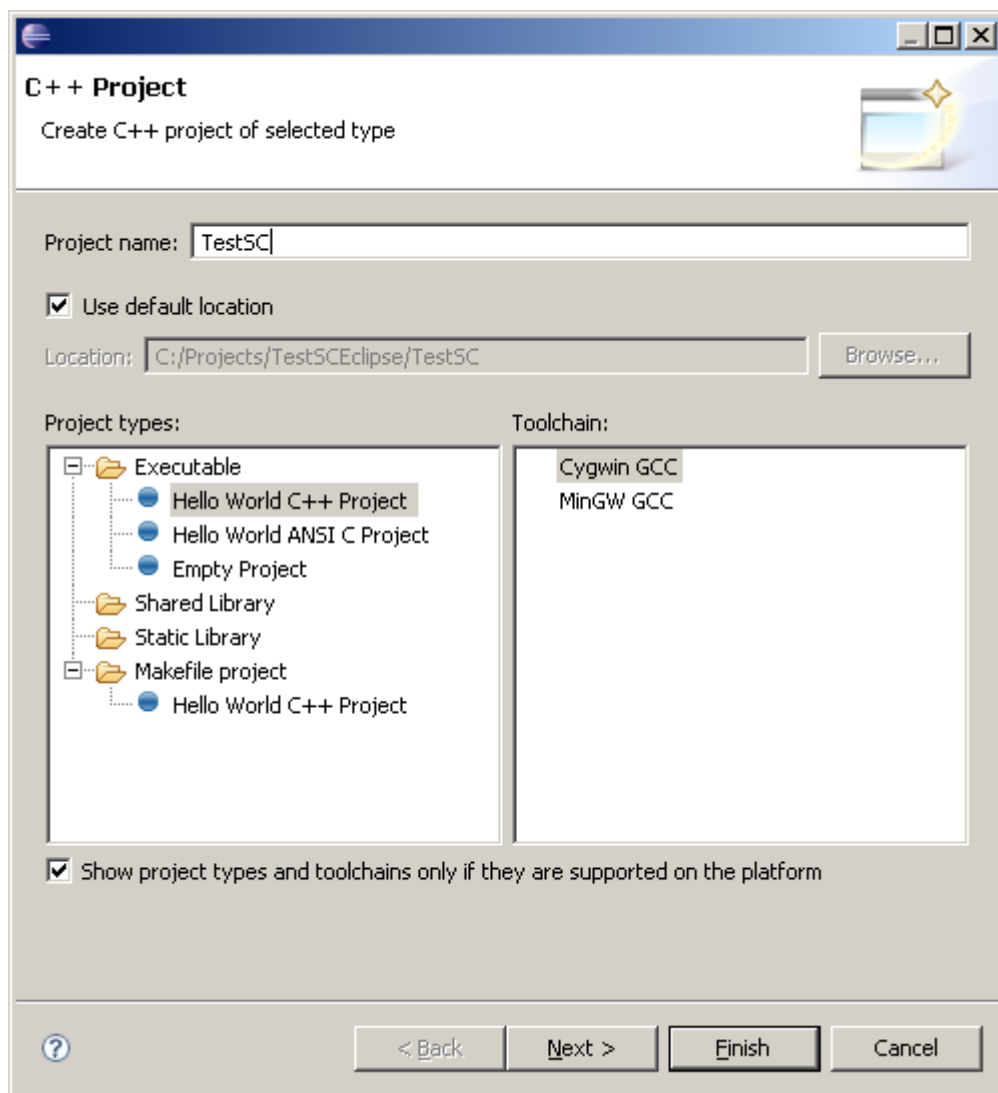 C++ Project
Create C++ project of selected type
Project name: TestSC
Use default location
Location: C:/Projects/TestSCEclipse/TestSC Browse...
Project types: Toolchain:
Executable Cygwin GCC
Hello World C++ Project MinGW GCC
Hello World ANSI C Project
Empty Project
Shared Library
Static Library
Makefile project
Hello World C++ Project
Show project types and toolchains only if they are supported on the platform
? < Back Next > Finish Cancel